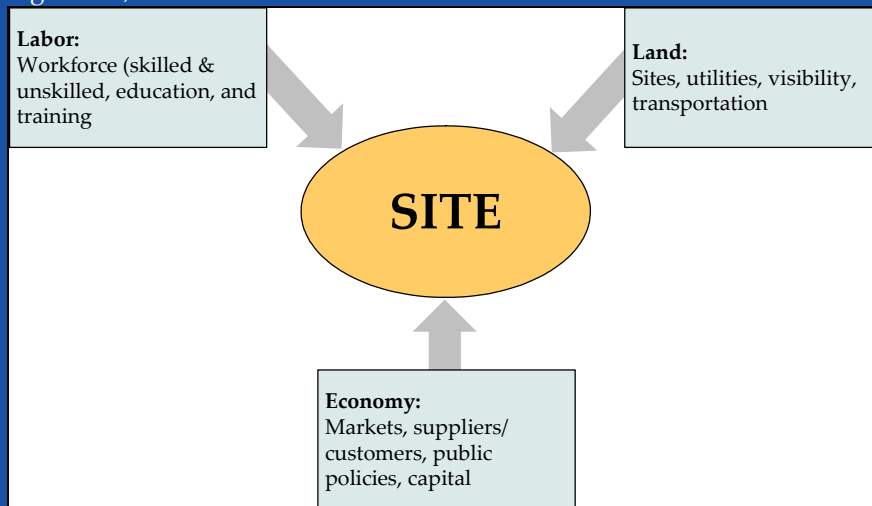 Labor:
Workforce (skilled &
unskilled, education, and
training
Land:
Sites, utilities, visibility,
transportation
SITE
Economy:
Markets, suppliers/
customers, public
policies, capital